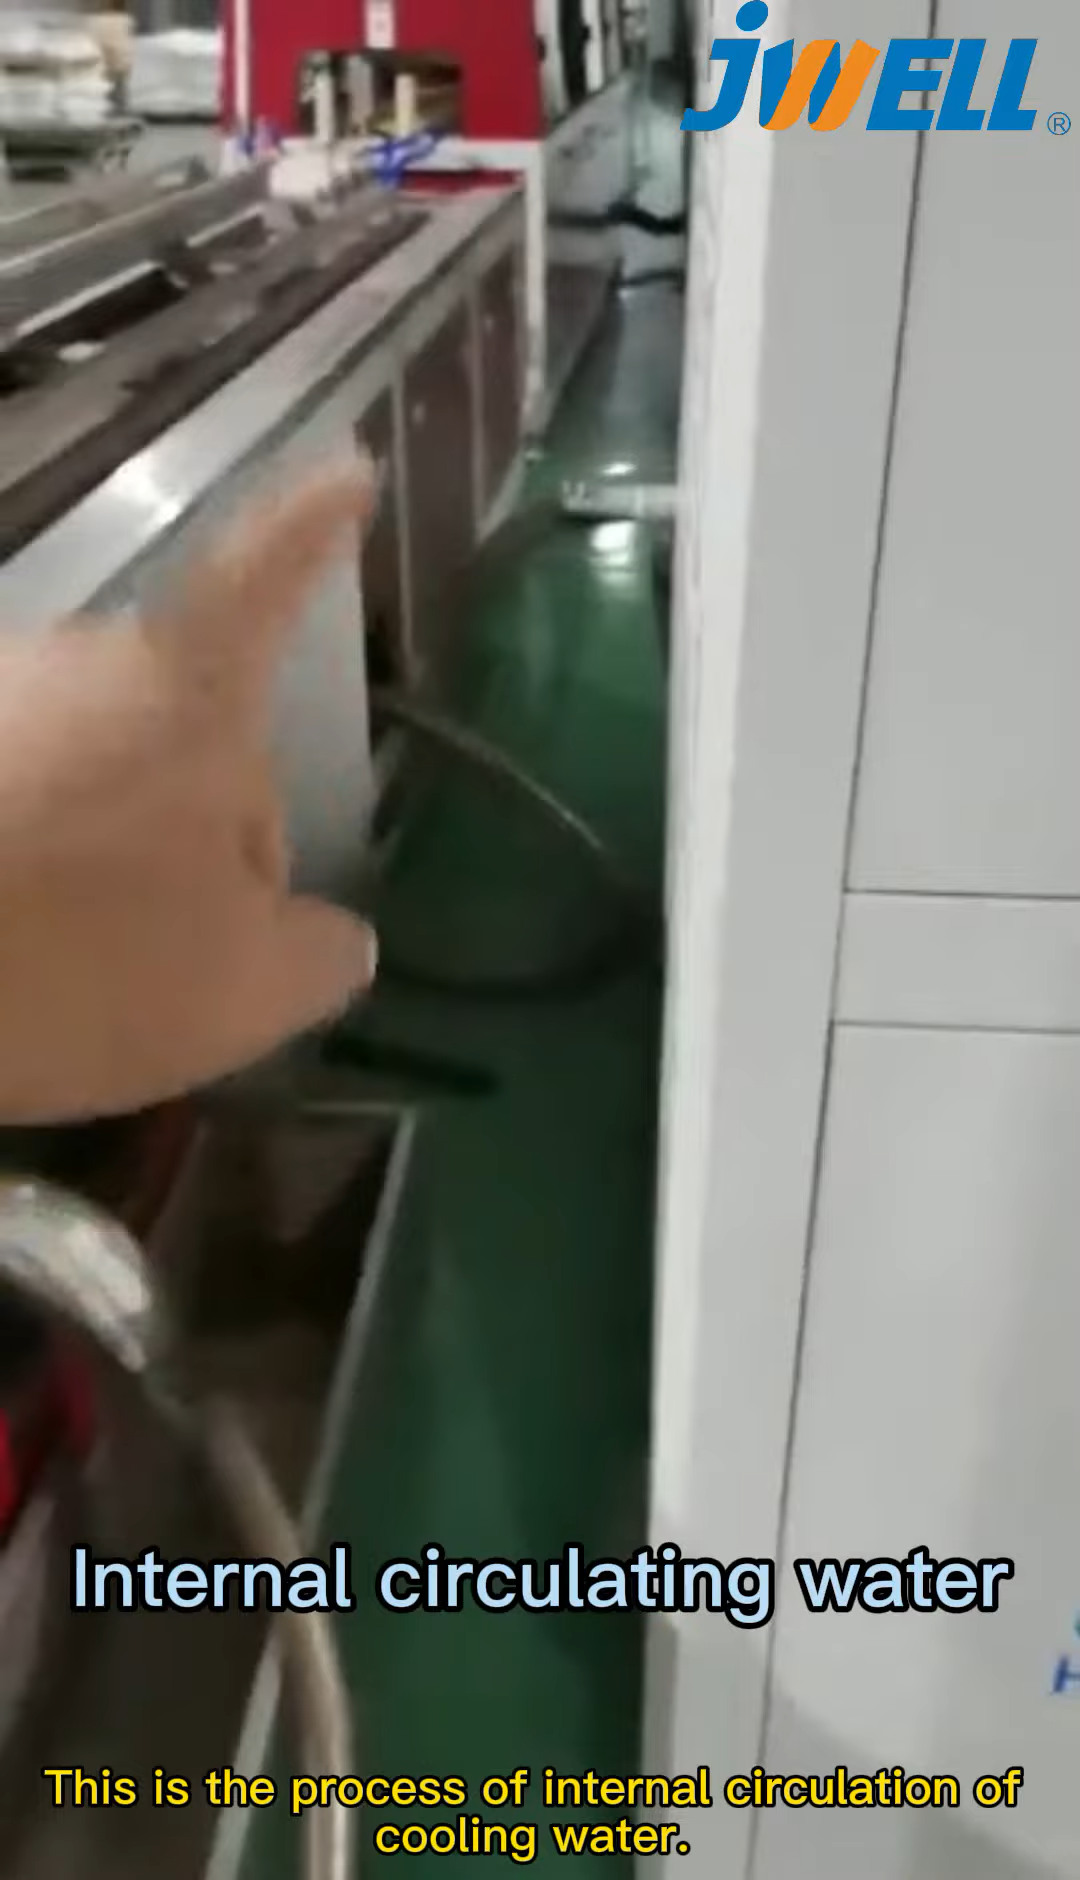 JWELL®
Internal circulating water
This is the process of internal circulation of
cooling water.